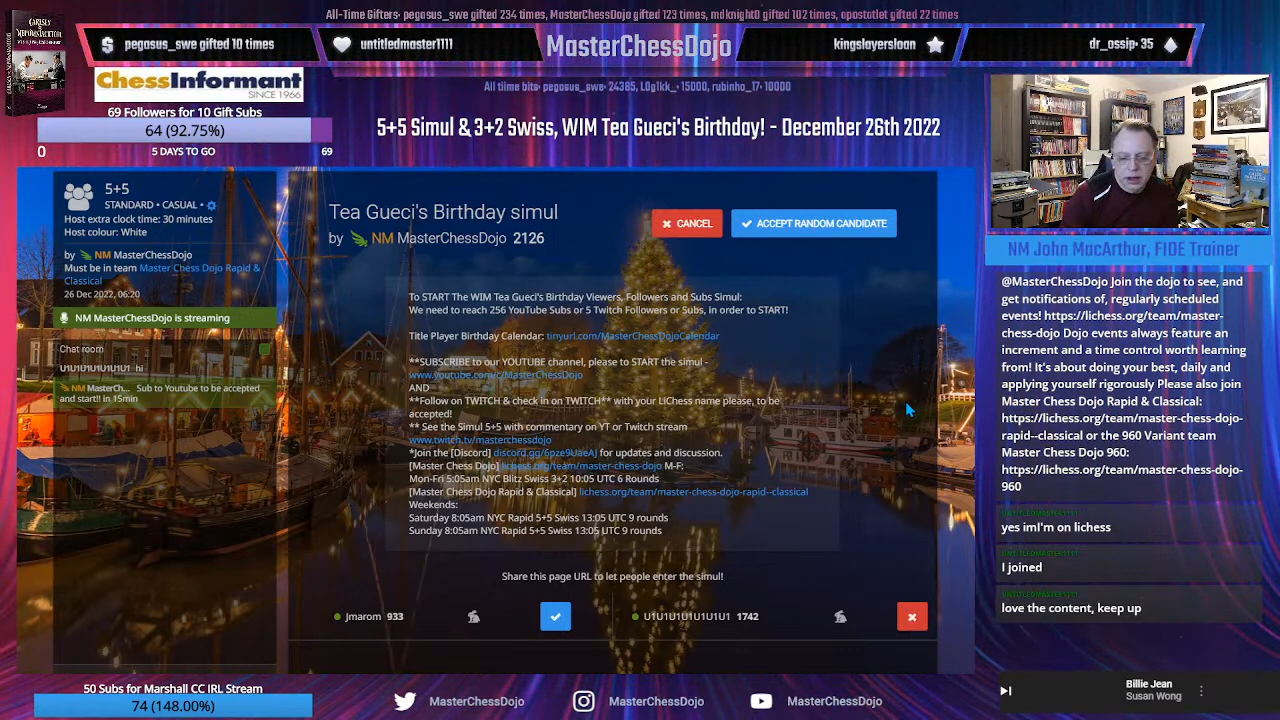 All-Time Gifters• pegasus_swe gifted 234 times, MasterChessDojo gifted 123 times, mdknight0 gifted 102 times, apostotlet gifted 22 times
pegasus_swe gifted 10 times
untitledmaster1111
MasterChessDojo
kingslayersloan
dr_ossip• 35
All time bits• pegasus_swe• 24385, L0g1kk_• 15000, rubinho_17• 10000
ChessInformant
SINCE 1966
69 Followers for 10 Gift Subs
64 (92.75%)
0
5 DAYS TO GO
69
5+5 Simul & 3+2 Swiss, WIM Tea Gueci's Birthday! - December 26th 2022
5+5
STANDARD • CASUAL •
Host extra clock time: 30 minutes
Host colour: White
by NM MasterChessDojo
Must be in team Master Chess Dojo Rapid &
Classical
26 Dec 2022, 06:20
NM MasterChessDojo is streaming
Chat room
U1U1U1U1U1U1U1 hi
NM MasterCh... Sub to Youtube to be accepted
and start!! in 15min
Tea Gueci's Birthday simul
by NM MasterChessDojo 2126
CANCEL
ACCEPT RANDOM CANDIDATE
To START The WIM Tea Gueci's Birthday Viewers, Followers and Subs Simul:
We need to reach 256 YouTube Subs or 5 Twitch Followers or Subs, in order to START!
Title Player Birthday Calendar: tinyurl.com/MasterChessDojoCalendar
**SUBSCRIBE to our YOUTUBE channel, please to START the simul -
www.youtube.com/c/MasterChessDojo
AND
**Follow on TWITCH & check in on TWITCH** with your LiChess name please, to be
accepted!
** See the Simul 5+5 with commentary on YT or Twitch stream
www.twitch.tv/masterchessdojo
*Join the [Discord] discord.gg/6pze9UaeAJ for updates and discussion.
[Master Chess Dojo] lichess.org/team/master-chess-dojo M-F:
Mon-Fri 5:05am NYC Blitz Swiss 3+2 10:05 UTC 6 Rounds
[Master Chess Dojo Rapid & Classical] lichess.org/team/master-chess-dojo-rapid--classical
Weekends:
Saturday 8:05am NYC Rapid 5+5 Swiss 13:05 UTC 9 rounds
Sunday 8:05am NYC Rapid 5+5 Swiss 13:05 UTC 9 rounds
Share this page URL to let people enter the simul!
Jmarom 933
U1U1U1U1U1U1U1 1742
NM John MacArthur, FIDE Trainer
@MasterChessDojo Join the dojo to see, and
get notifications of, regularly scheduled
events! https://lichess.org/team/master-
chess-dojo Dojo events always feature an
increment and a time control worth learning
from! It's about doing your best, daily and
applying yourself rigorously Please also join
Master Chess Dojo Rapid & Classical:
https://lichess.org/team/master-chess-dojo-
rapid--classical or the 960 Variant team
Master Chess Dojo 960:
https://lichess.org/team/master-chess-dojo-
960
UNTITLEDMASTER1111
yes imI'm on lichess
UNTITLEDMASTER1111
I joined
UNTITLEDMASTER1111
love the content, keep up
50 Subs for Marshall CC IRL Stream
74 (148.00%)
MasterChessDojo
MasterChessDojo
MasterChessDojo
Billie Jean
Susan Wong